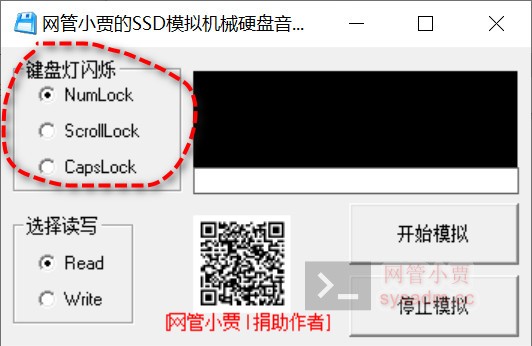 网管小贾的SSD模拟机械硬盘音...
键盘灯闪烁
NumLock
ScrollLock
CapsLock
选择读写
Read
Write
开始模拟
停止模拟
网管小贾
sysadm.cc
[网管小贾 | 捐助作者]